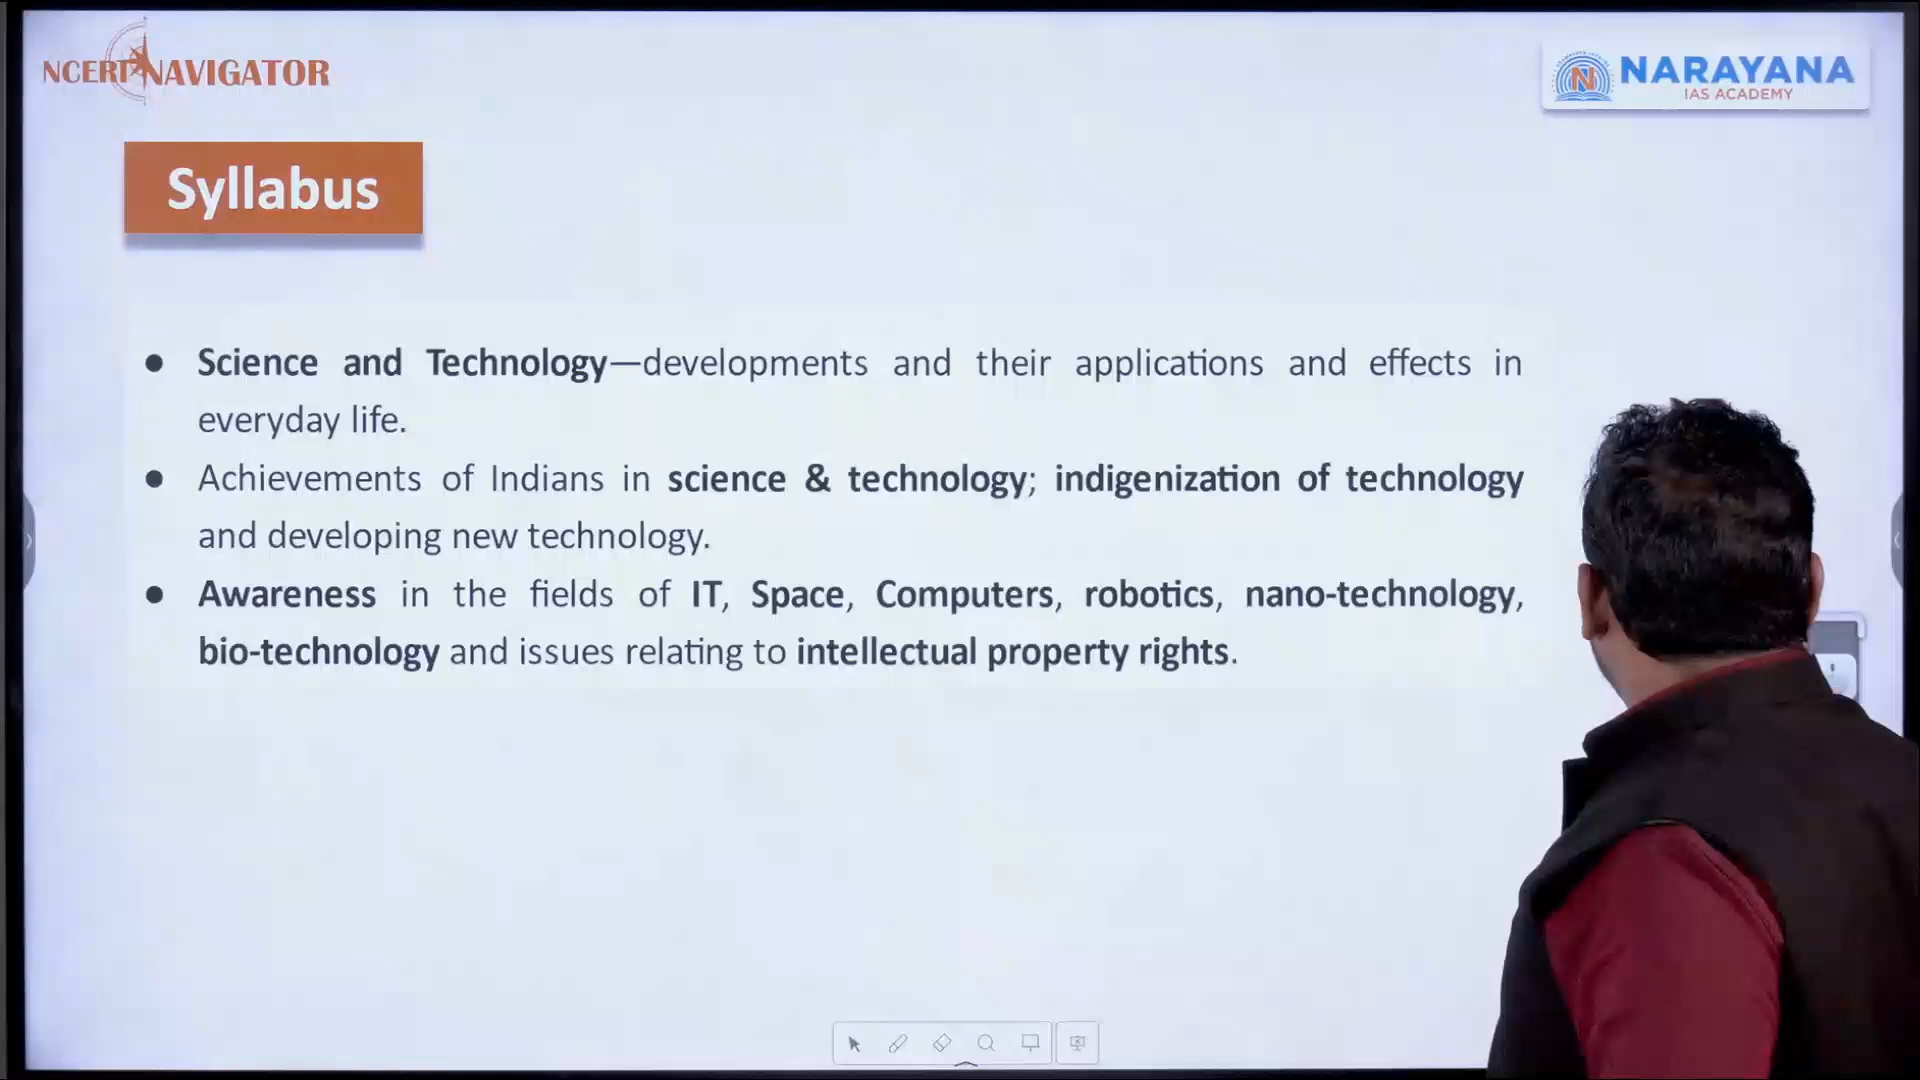 NCERT NAVIGATOR
NARAYANA
IAS ACADEMY
Syllabus
● Science and Technology—developments and their applications and effects in
everyday life.
● Achievements of Indians in science & technology; indigenization of technology
and developing new technology.
● Awareness in the fields of IT, Space, Computers, robotics, nano-technology,
bio-technology and issues relating to intellectual property rights.